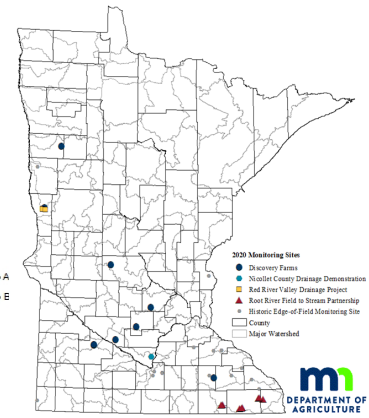 A
B
2020 Monitoring Sites
Discovery Farms
Nicollet County Drainage Demonstration
Red River Valley Drainage Project
Root River Field to Stream Partnership
Historic Edge-of-Field Monitoring Site
County
Major Watershed
DEPARTMENT OF
AGRICULTURE